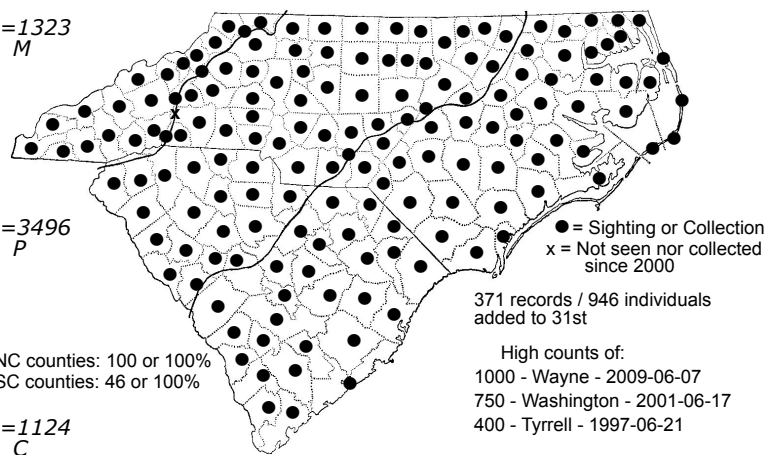 =1323
M
=3496
P
● = Sighting or Collection
x = Not seen nor collected
since 2000
371 records / 946 individuals
added to 31st
NC counties: 100 or 100%
SC counties: 46 or 100%
High counts of:
1000 - Wayne - 2009-06-07
750 - Washington - 2001-06-17
400 - Tyrrell - 1997-06-21
=1124
C
x